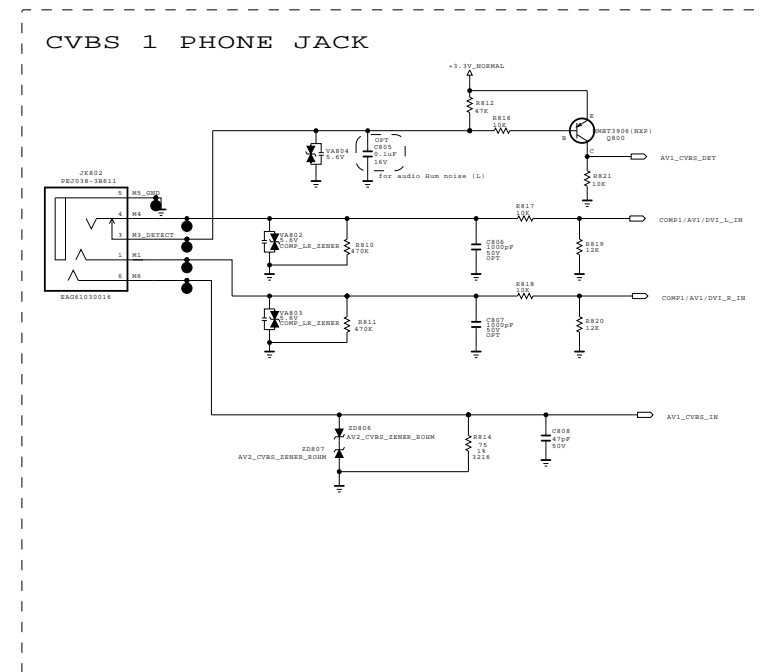 CVBS 1 PHONE JACK
+3.3V_NORMAL
R812
47K
R816
10K
E
B
C
MMBT3906(NXP)
Q800
AV1_CVBS_DET
R821
10K
VA804
5.6V
OPT
C805
0.1uF
16V
for audio Hum noise (L)
JK802
PEJ038-3B611
5 M5_GND
4 M4
3 M3_DETECT
1 M1
6 M6
EAG61030016
VA802
5.6V
COMP_LR_ZENER
R810
470K
C806
1000pF
50V
OPT
R817
10K
R819
12K
COMP1/AV1/DVI_L_IN
VA803
5.6V
COMP_LR_ZENER
R811
470K
C807
1000pF
50V
OPT
R818
10K
R820
12K
COMP1/AV1/DVI_R_IN
AV1_CVBS_IN
ZD806
AV2_CVBS_ZENER_ROHM
ZD807
AV2_CVBS_ZENER_ROHM
R814
75
1%
3216
C808
47pF
50V